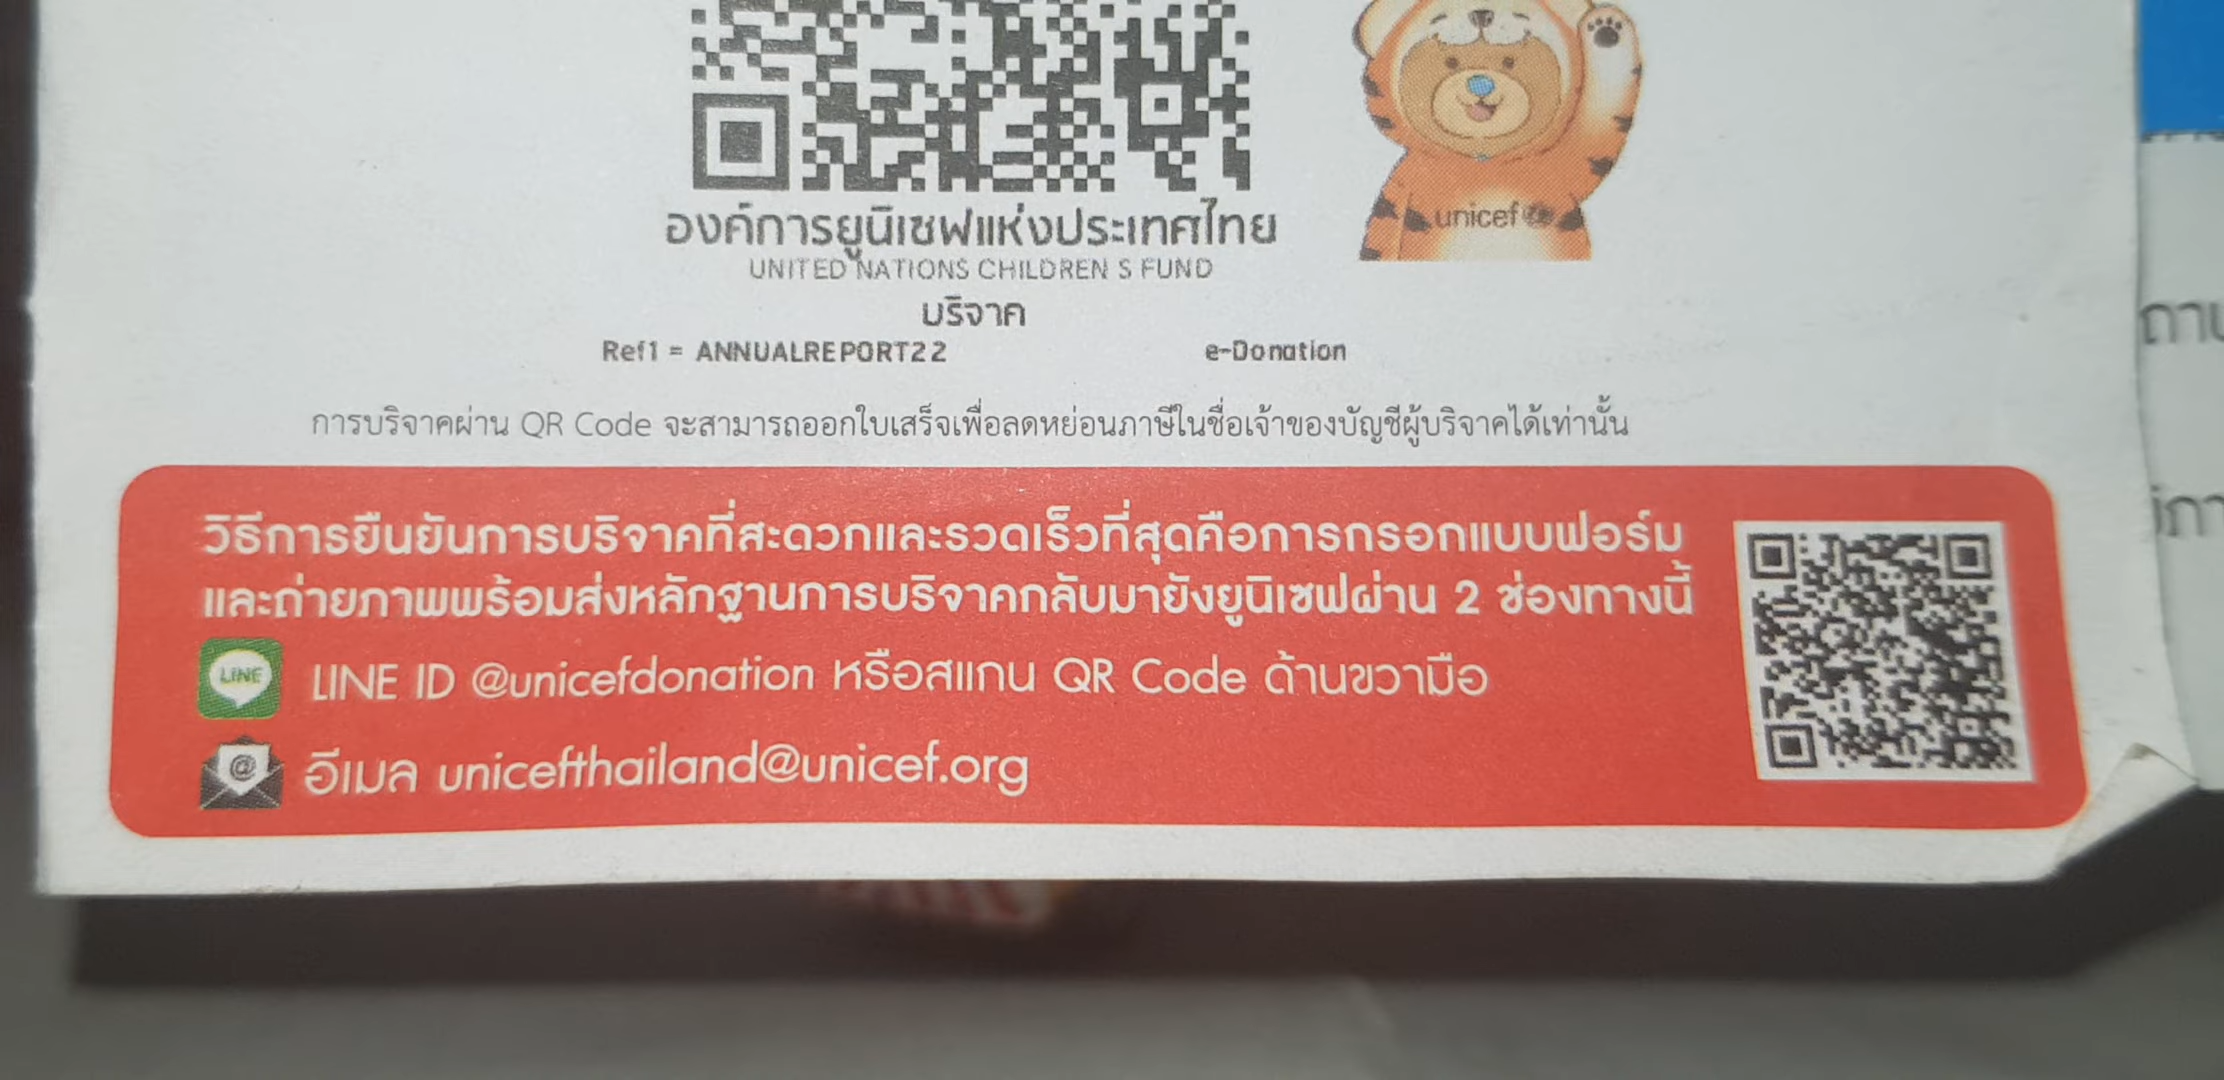 unicef
องค์การยูนิเซฟแห่งประเทศไทย
UNITED NATIONS CHILDREN S FUND
บริจาค
Ref1 = ANNUALREPORT22 e-Donation
การบริจาคผ่าน QR Code จะสามารถออกใบเสร็จเพื่อลดหย่อนภาษีในชื่อเจ้าของบัญชีผู้บริจาคได้เท่านั้น
วิธีการยืนยันการบริจาคที่สะดวกและรวดเร็วที่สุดคือการกรอกแบบฟอร์ม
และถ่ายภาพพร้อมส่งหลักฐานการบริจาคกลับมายังยูนิเซฟผ่าน 2 ช่องทางนี้
LINE
LINE ID @unicefdonation หรือสแกน QR Code ด้านขวามือ
@
อีเมล unicefthailand@unicef.org